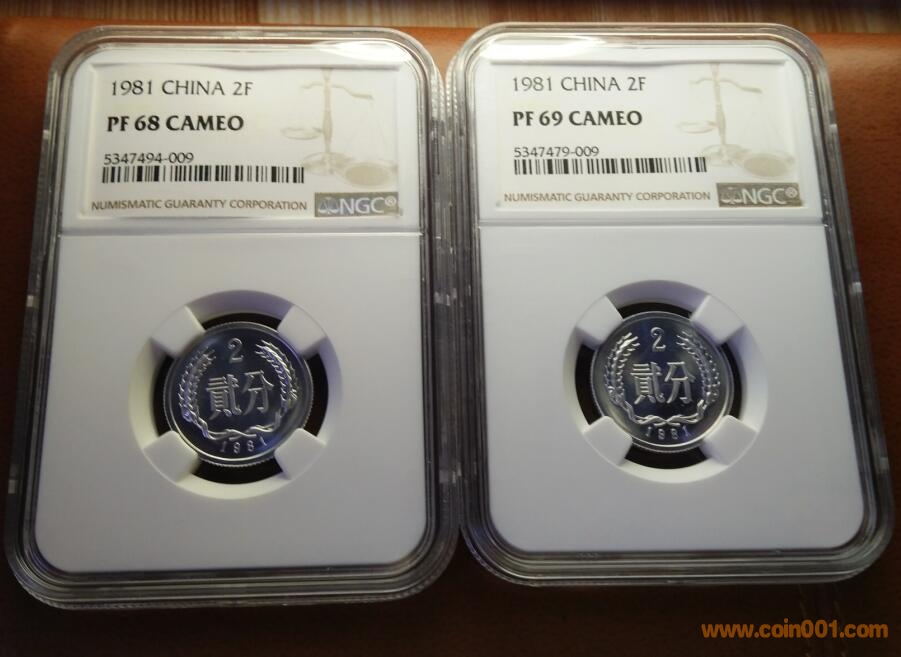 1981 CHINA 2F
PF 68 CAMEO
5347494-009
NUMISMATIC GUARANTY CORPORATION
NGC®
2
貳分
1981
1981 CHINA 2F
PF 69 CAMEO
5347479-009
NUMISMATIC GUARANTY CORPORATION
NGC®
2
貳分
1981
www.coin001.com